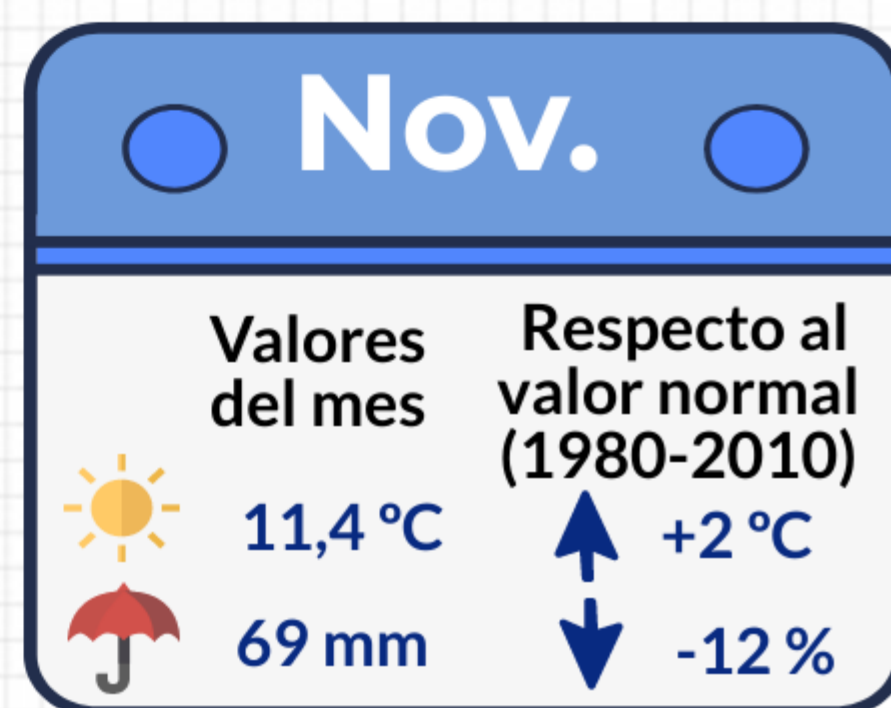 Nov.
Valores
del mes
Respecto al
valor normal
(1980-2010)
11,4 ºC
+2 ºC
69 mm
-12 %